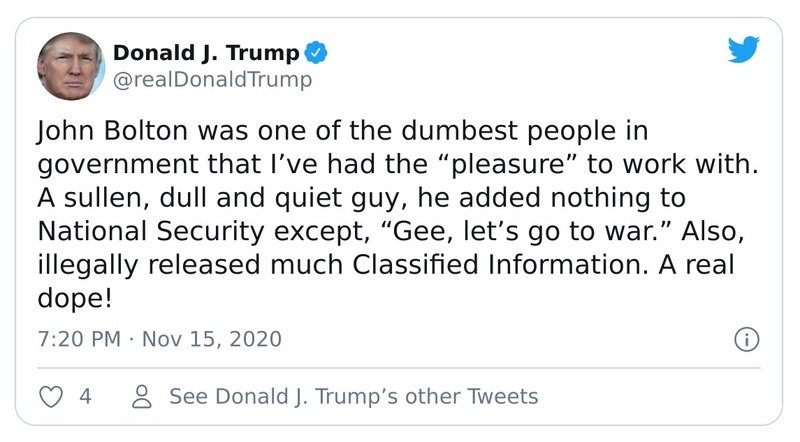 Donald J. Trump
@realDonaldTrump
John Bolton was one of the dumbest people in
government that I’ve had the “pleasure” to work with.
A sullen, dull and quiet guy, he added nothing to
National Security except, “Gee, let’s go to war.” Also,
illegally released much Classified Information. A real
dope!
7:20 PM · Nov 15, 2020
4 See Donald J. Trump’s other Tweets